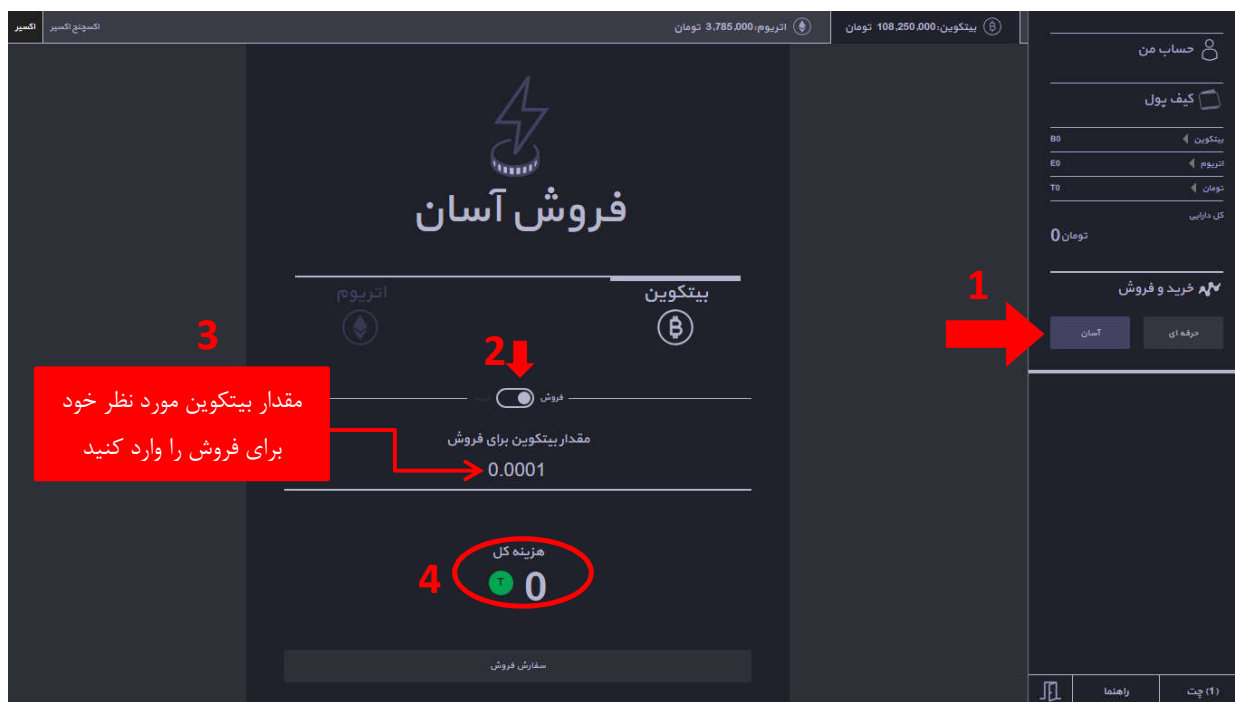 اکسیر
اکسچنج اکسیر
بیتکوین:108,250,000 تومان
اتریوم:3,785,000 تومان
حساب من
کیف پول
بیتکوین B0
اتریوم E0
تومان T0
کل دارایی
0 تومان
خرید و فروش
حرفه ای
آسان
1
فروش آسان
بیتکوین
اتریوم
2
3
فروش
خرید
مقدار بیتکوین مورد نظر خود
برای فروش را وارد کنید
مقدار بیتکوین برای فروش
0.0001
هزینه کل
0 T
4
سفارش فروش
(1) چت
راهنما